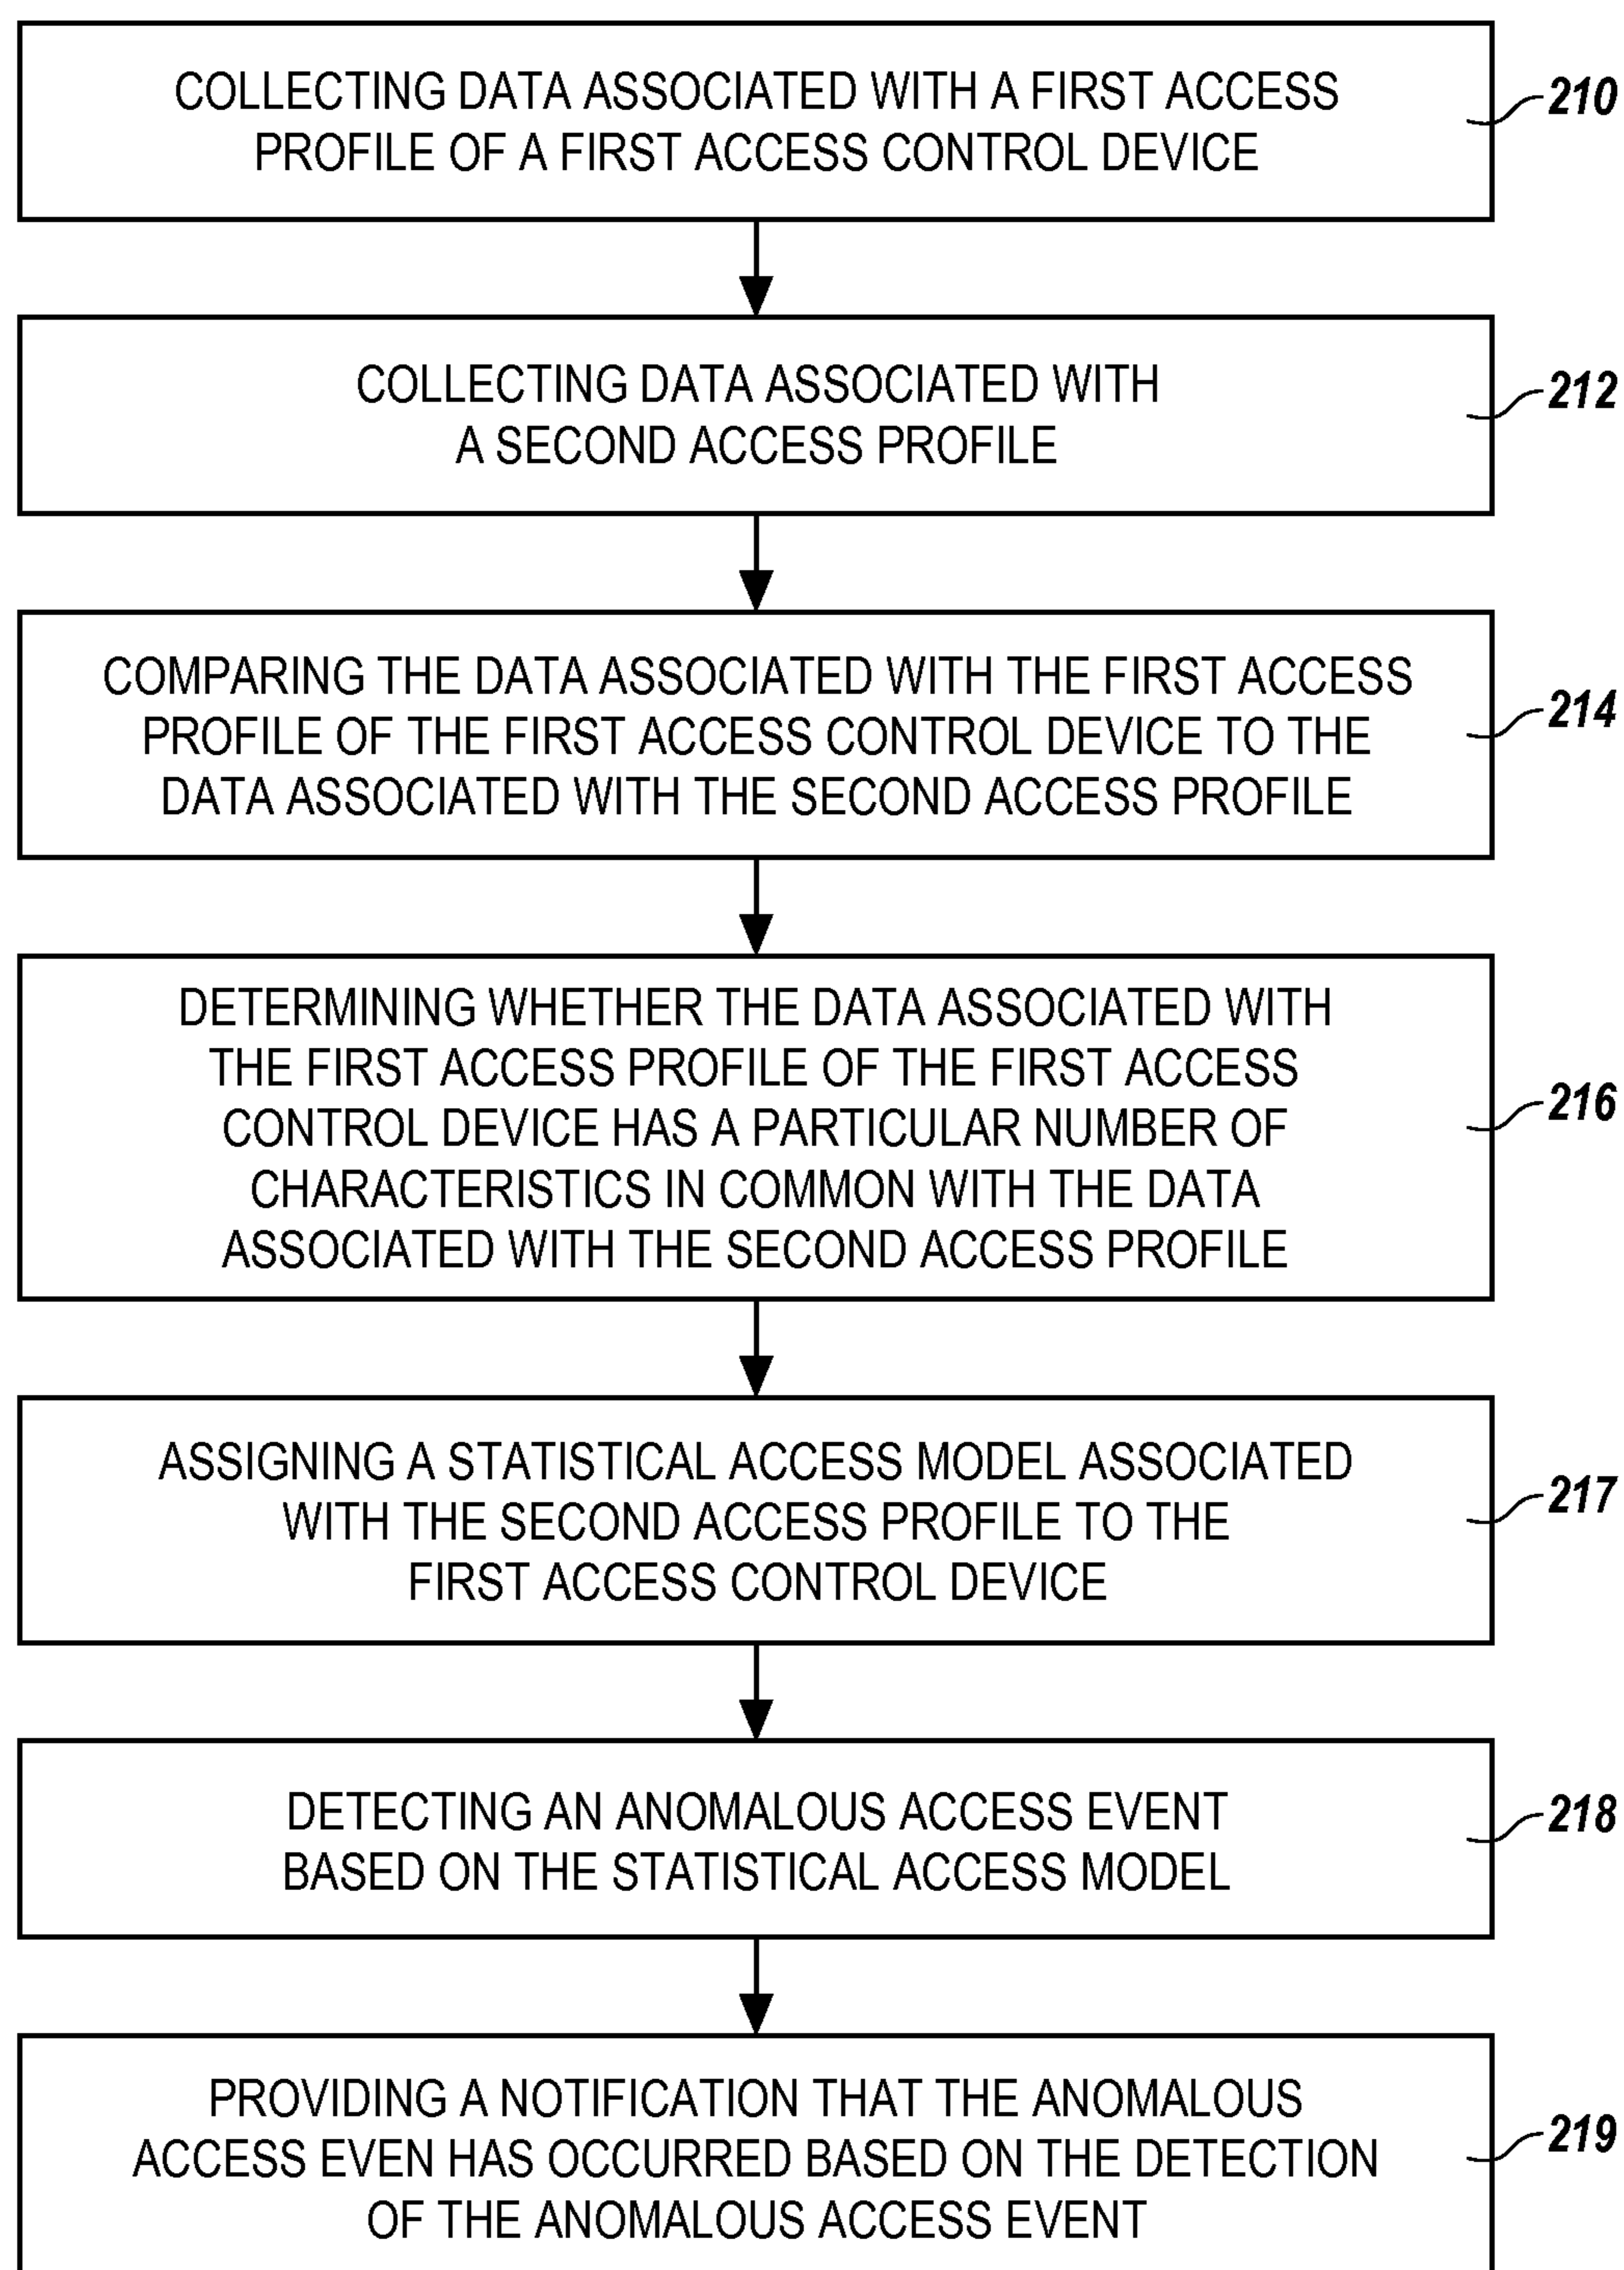 COLLECTING DATA ASSOCIATED WITH A FIRST ACCESS
PROFILE OF A FIRST ACCESS CONTROL DEVICE
210
COLLECTING DATA ASSOCIATED WITH
A SECOND ACCESS PROFILE
212
COMPARING THE DATA ASSOCIATED WITH THE FIRST ACCESS
PROFILE OF THE FIRST ACCESS CONTROL DEVICE TO THE
DATA ASSOCIATED WITH THE SECOND ACCESS PROFILE
214
DETERMINING WHETHER THE DATA ASSOCIATED WITH
THE FIRST ACCESS PROFILE OF THE FIRST ACCESS
CONTROL DEVICE HAS A PARTICULAR NUMBER OF
CHARACTERISTICS IN COMMON WITH THE DATA
ASSOCIATED WITH THE SECOND ACCESS PROFILE
216
ASSIGNING A STATISTICAL ACCESS MODEL ASSOCIATED
WITH THE SECOND ACCESS PROFILE TO THE
FIRST ACCESS CONTROL DEVICE
217
DETECTING AN ANOMALOUS ACCESS EVENT
BASED ON THE STATISTICAL ACCESS MODEL
218
PROVIDING A NOTIFICATION THAT THE ANOMALOUS
ACCESS EVEN HAS OCCURRED BASED ON THE DETECTION
OF THE ANOMALOUS ACCESS EVENT
219